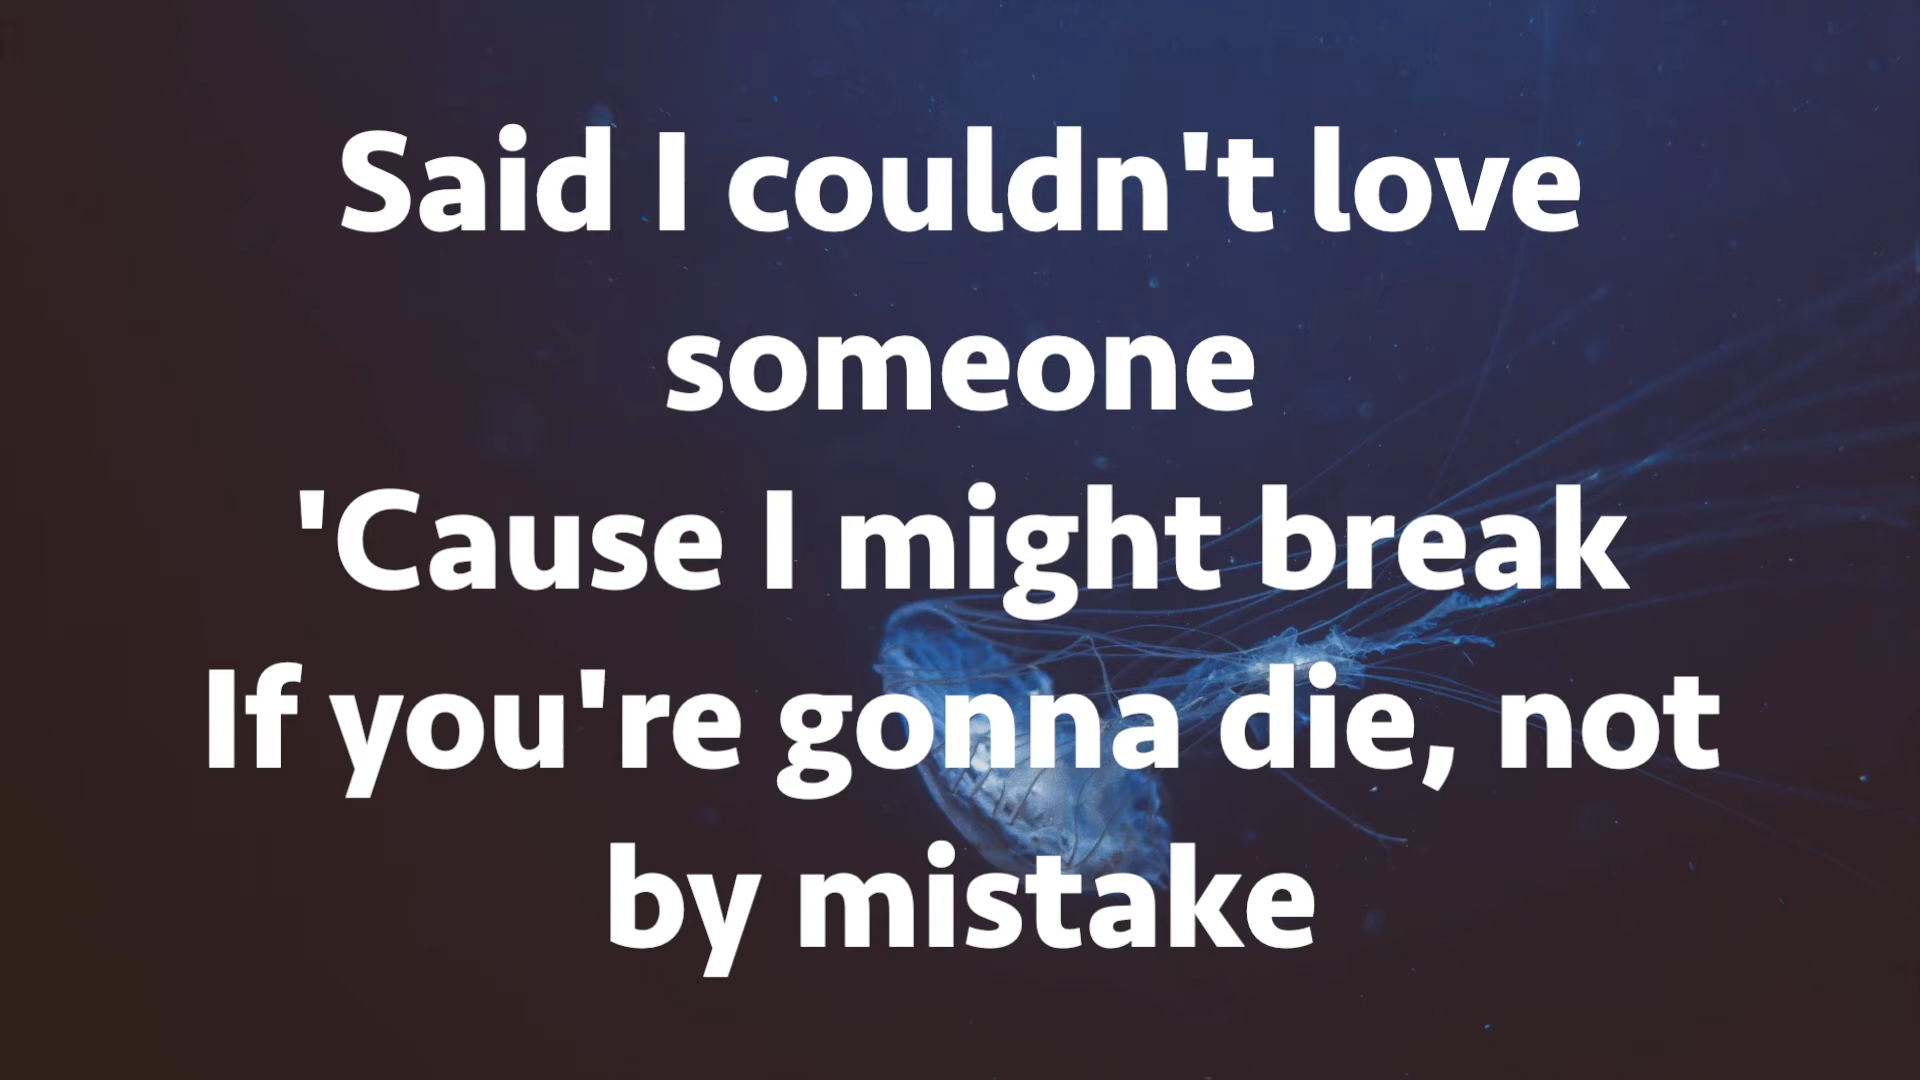 Said I couldn't love
someone
'Cause I might break
If you're gonna die, not
by mistake